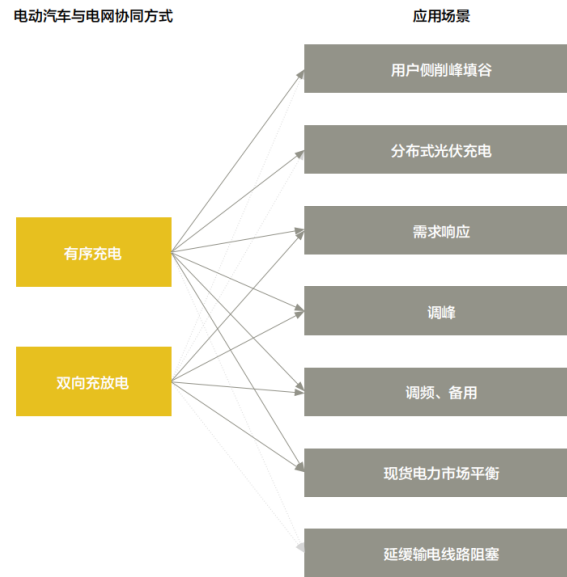 电动汽车与电网协同方式
应用场景
用户侧削峰填谷
分布式光伏充电
需求响应
有序充电
调峰
双向充放电
调频、备用
现货电力市场平衡
延缓输电线路阻塞